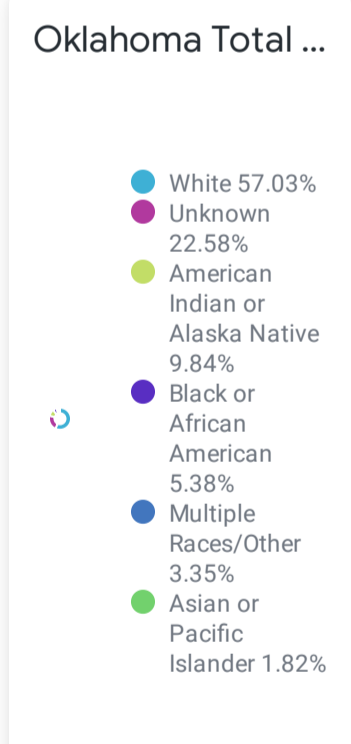 Oklahoma Total ...
White 57.03%
Unknown
22.58%
American
Indian or
Alaska Native
9.84%
Black or
African
American
5.38%
Multiple
Races/Other
3.35%
Asian or
Pacific
Islander 1.82%